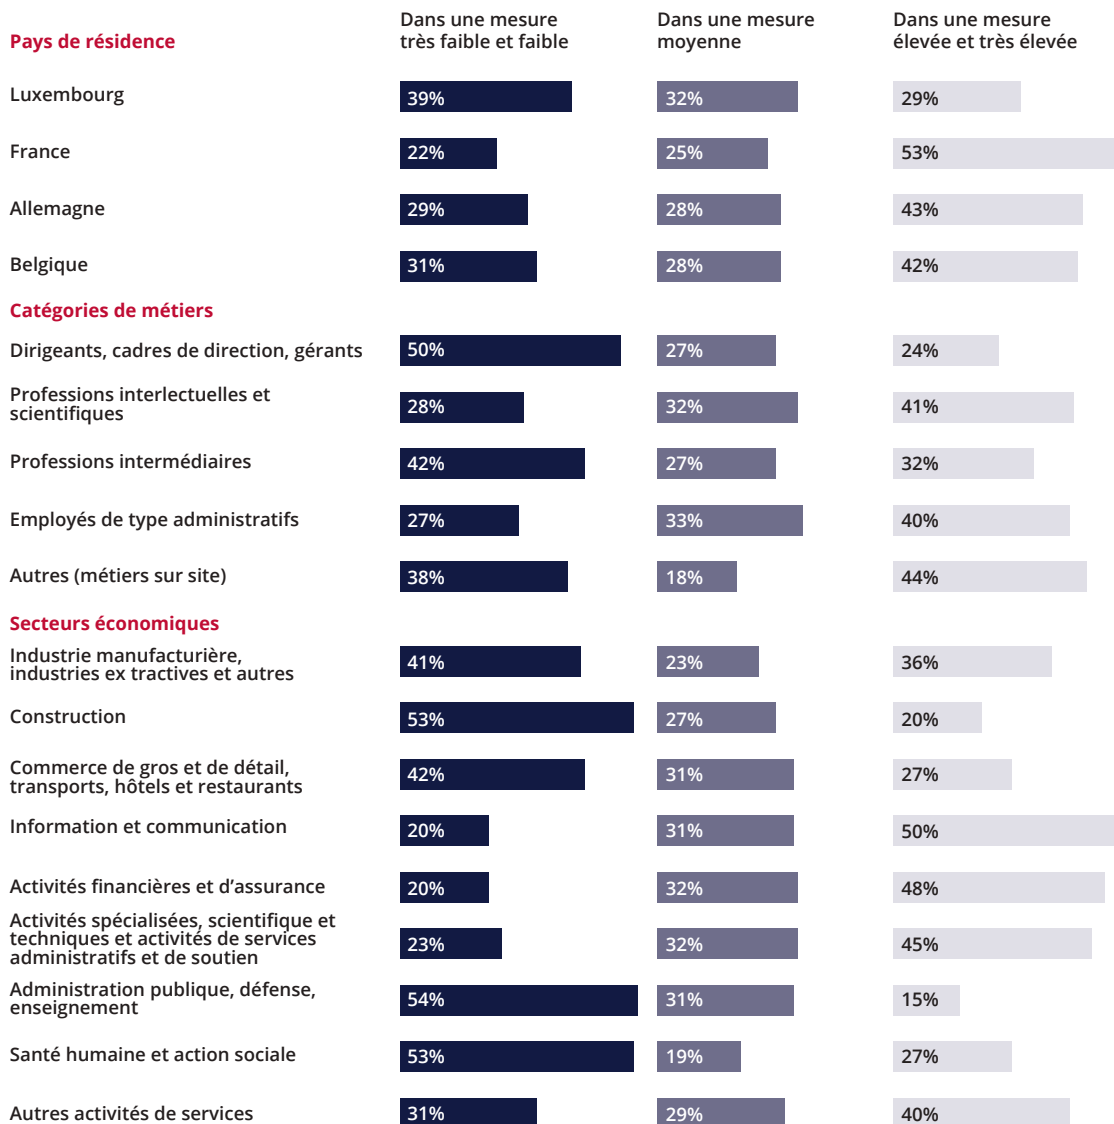 Pays de résidence
Dans une mesure
très faible et faible
Dans une mesure
moyenne
Dans une mesure
élevée et très élevée
Luxembourg 39% 32% 29%
France 22% 25% 53%
Allemagne 29% 28% 43%
Belgique 31% 28% 42%
Catégories de métiers
Dirigeants, cadres de direction, gérants 50% 27% 24%
Professions interlectuelles et
scientifiques 28% 32% 41%
Professions intermédiaires 42% 27% 32%
Employés de type administratifs 27% 33% 40%
Autres (métiers sur site) 38% 18% 44%
Secteurs économiques
Industrie manufacturière,
industries ex tractives et autres 41% 23% 36%
Construction 53% 27% 20%
Commerce de gros et de détail,
transports, hôtels et restaurants 42% 31% 27%
Information et communication 20% 31% 50%
Activités financières et d’assurance 20% 32% 48%
Activités spécialisées, scientifique et
techniques et activités de services
administratifs et de soutien 23% 32% 45%
Administration publique, défense,
enseignement 54% 31% 15%
Santé humaine et action sociale 53% 19% 27%
Autres activités de services 31% 29% 40%